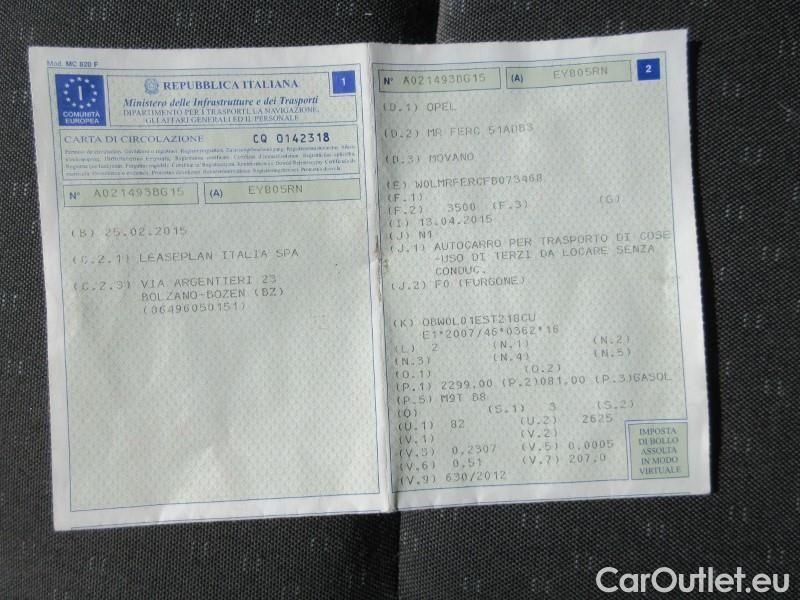 Mod. MC 820 F
I
COMUNITÀ
EUROPEA
REPUBBLICA ITALIANA
1
Ministero delle Infrastrutture e dei Trasporti
DIPARTIMENTO PER I TRASPORTI, LA NAVIGAZIONE,
GLI AFFARI GENERALI ED IL PERSONALE
CARTA DI CIRCOLAZIONE CQ 0142318
N° A021493BG15 (A) EY805RN
(B) 25.02.2015
(C.2.1) LEASEPLAN ITALIA SPA
(C.2.3) VIA ARGENTIERI 23
BOLZANO-BOZEN (BZ)
(06496050151)
N° A021493BG15 (A) EY805RN 2
(D.1) OPEL
(D.2) MR FERC 51ADB3
(D.3) MOVANO
(E) W0LMRFERCFB073468
(F.1)
(F.2) 3500 (F.3) (G)
(I) 13.04.2015
(J) N1
(J.1) AUTOCARRO PER TRASPORTO DI COSE
-USO DI TERZI DA LOCARE SENZA
CONDUC.
(J.2) F0 (FURGONE)
(K) OBWOL01EST218CU
E1*2007/46*0362*16
(L) 2 (N.1) (N.2)
(N.3) (N.4) (N.5)
(O.1) (O.2)
(P.1) 2299,00 (P.2)081,00 (P.3)GASOL
(P.5) M9T B8
(Q) (S.1) 3 (S.2)
(U.1) 82 (U.2) 2625
(V.1) (V.2)
(V.3) 0,2307 (V.5) 0,0005
(V.6) 0,51 (V.7) 207,0
(V.9) 630/2012
IMPOSTA
DI BOLLO
ASSOLTA
IN MODO
VIRTUALE
CarOutlet.eu